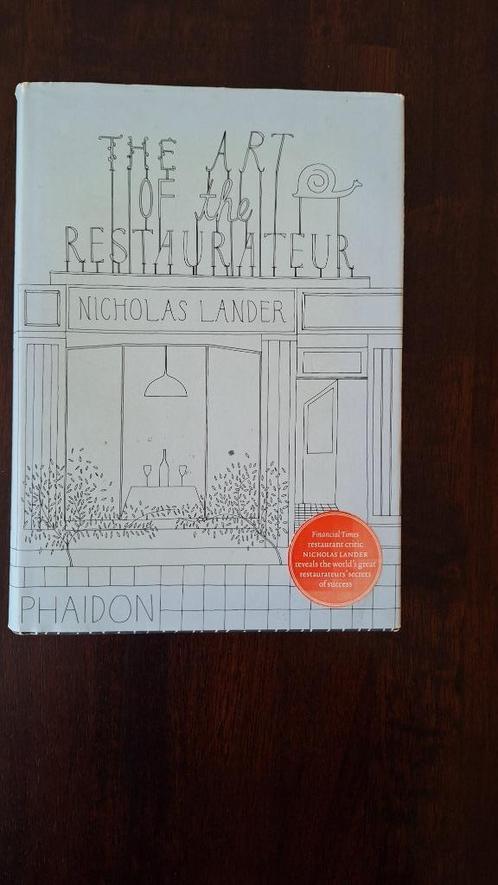 THE ART
OF the
RESTAURATEUR
NICHOLAS LANDER
Financial Times
restaurant critic
NICHOLAS LANDER
reveals the world's great
restaurateurs' secrets
of success
PHAIDON